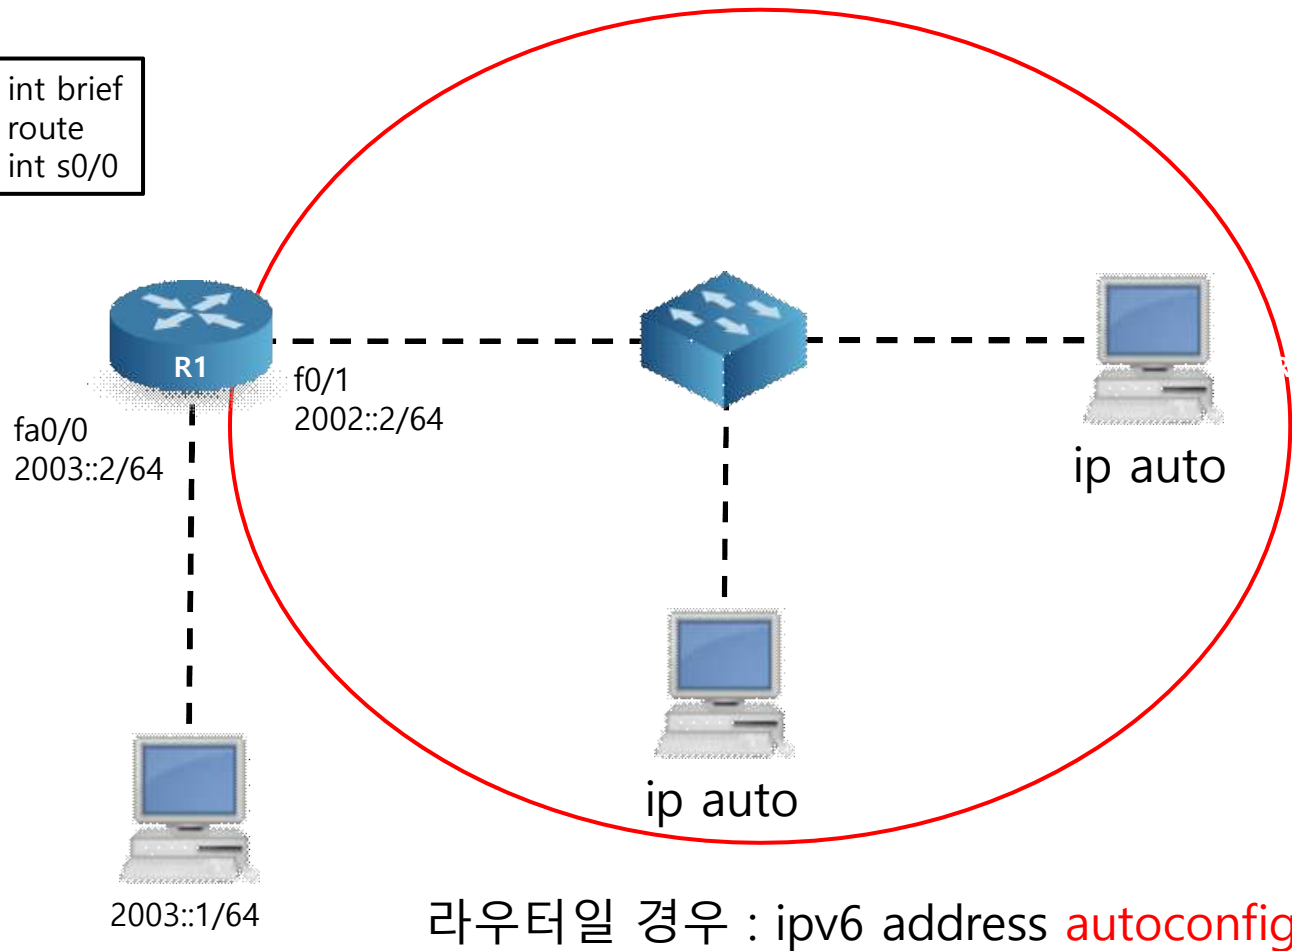 int brief
route
int s0/0
R1
f0/1
2002::2/64
fa0/0
2003::2/64
ip auto
ip auto
2003::1/64
라우터일 경우 : ipv6 address autoconfig